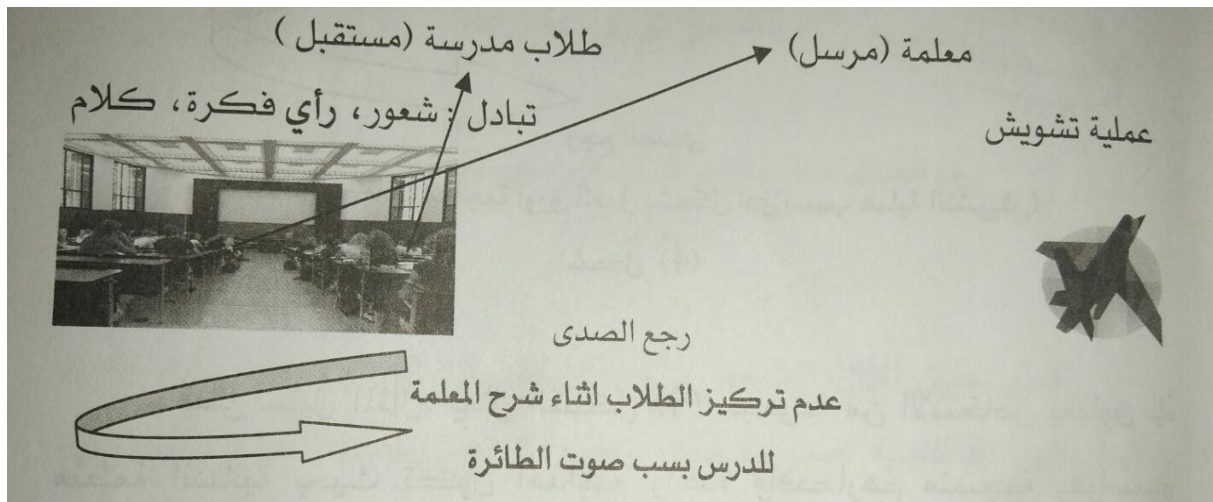 معلمة (مرسل)
طلاب مدرسة (مستقبل )
عملية تشويش
تبادل : شعور، رأي فكرة، كلام
رجع الصدى
عدم تركيز الطلاب اثناء شرح المعلمة
للدرس بسب صوت الطائرة